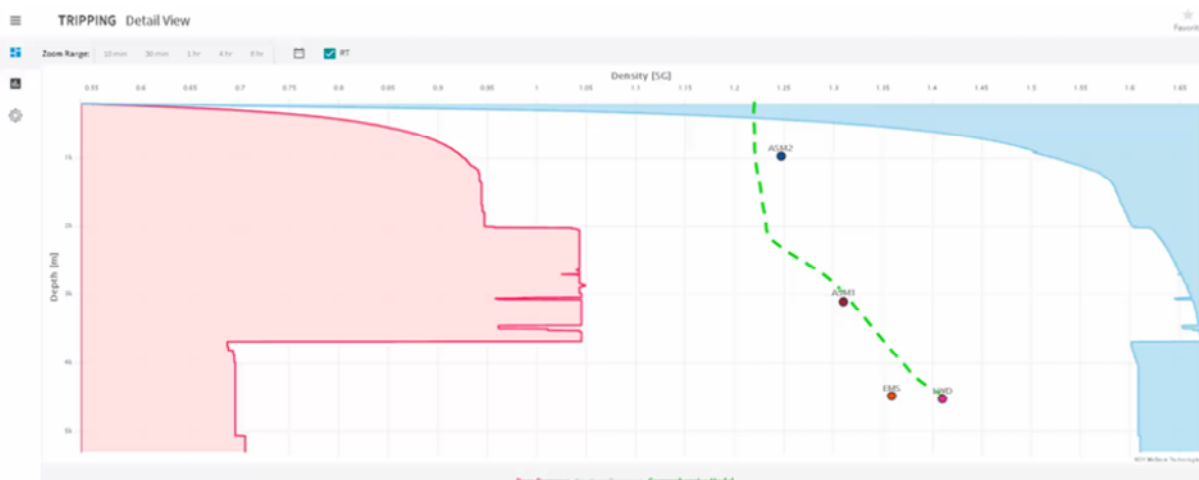 TRIPPING Detail View
Favorit
Zoom Range: 10 min 30 min 1 hr 4 hr 8 hr RT
Density [SG]
0.55 0.6 0.65 0.7 0.75 0.8 0.85 0.9 0.95 1 1.05 1.1 1.15 1.2 1.25 1.3 1.35 1.4 1.45 1.5 1.55 1.6 1.65
Depth [m]
1k
ASM2
2k
3k
ASM1
4k
EMS
5k